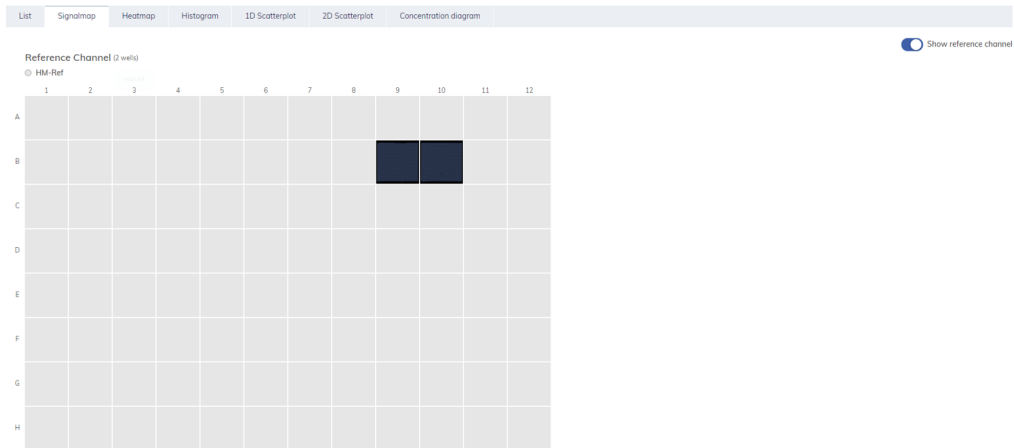 List Signalmap Heatmap Histogram 1D Scatterplot 2D Scatterplot Concentration diagram
Show reference channel
Reference Channel (2 wells)
HM-Ref
1 2 3 4 5 6 7 8 9 10 11 12
A
B
C
D
E
F
G
H